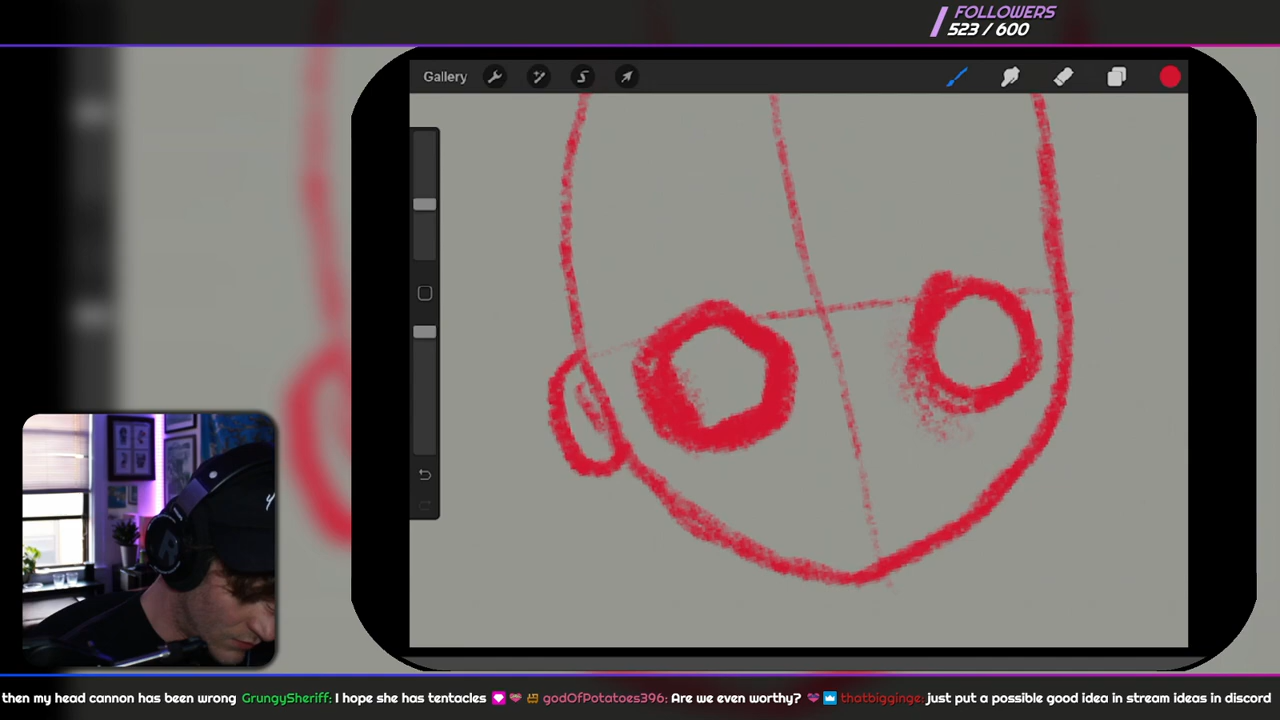 FOLLOWERS
523 / 600
Gallery
then my head cannon has been wrong GrungySheriff: I hope she has tentacles godOfPotatoes396: Are we even worthy? thatbigginge: just put a possible good idea in stream ideas in discord